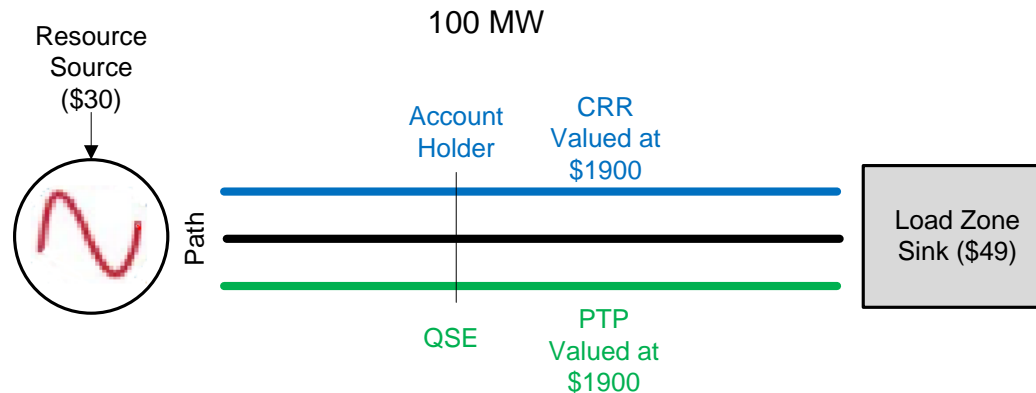 100 MW
Resource
Source
($30)
Account
Holder
CRR
Valued at
$1900
Path
Load Zone
Sink ($49)
QSE
PTP
Valued at
$1900